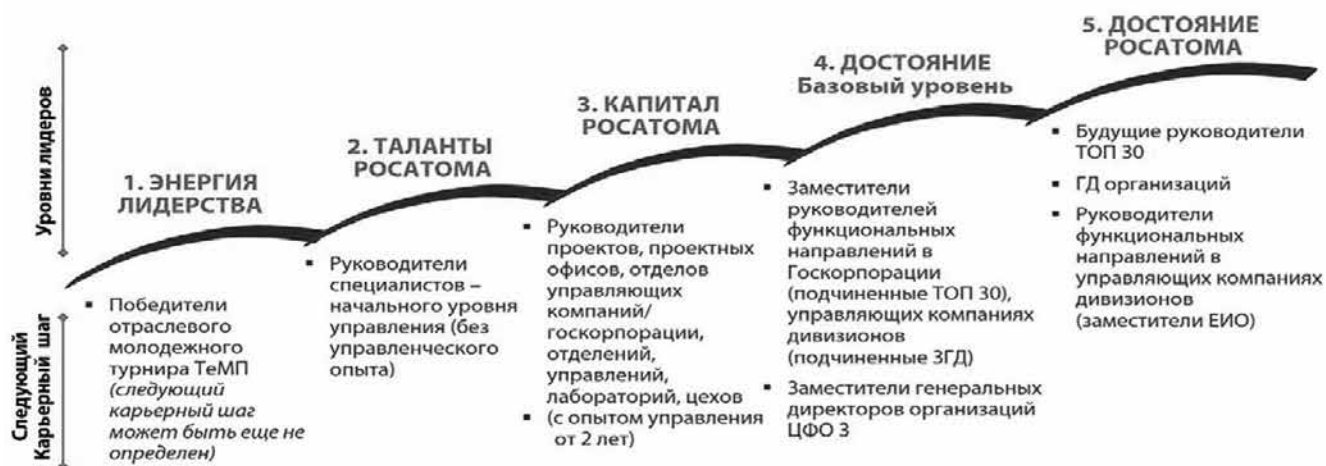 Уровни лидеров
Следующий
Карьерный шаг
1. ЭНЕРГИЯ
ЛИДЕРСТВА
▪ Победители
отраслевого
молодежного
турнира ТеМП
(следующий
карьерный шаг
может быть еще не
определен)
2. ТАЛАНТЫ
РОСАТОМА
▪ Руководители
специалистов –
начального уровня
управления (без
управленческого
опыта)
3. КАПИТАЛ
РОСАТОМА
▪ Руководители
проектов, проектных
офисов, отделов
управляющих
компаний/
госкорпорации,
отделений,
управлений,
лабораторий, цехов
▪ (с опытом управления
от 2 лет)
4. ДОСТОЯНИЕ
Базовый уровень
▪ Заместители
руководителей
функциональных
направлений в
Госкорпорации
(подчиненные ТОП 30),
управляющих компаниях
дивизионов
(подчиненные ЗГД)
▪ Заместители генеральных
директоров организаций
ЦФО 3
5. ДОСТОЯНИЕ
РОСАТОМА
▪ Будущие руководители
ТОП 30
▪ ГД организаций
▪ Руководители
функциональных
направлений в
управляющих компаниях
дивизионов
(заместители ЕИО)